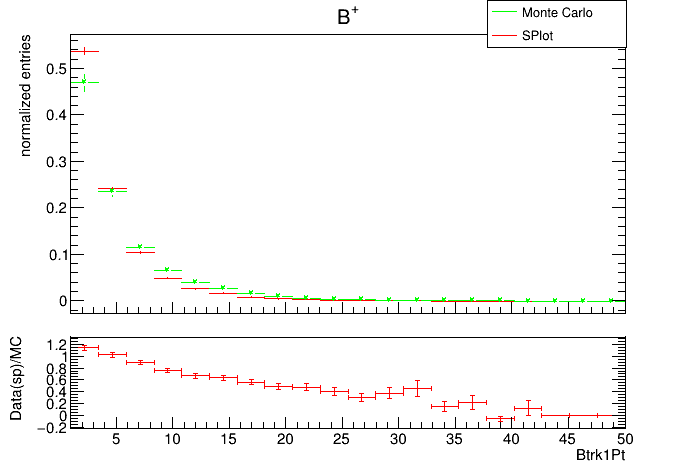 B+
Monte Carlo
SPlot
normalized entries
0.5
0.4
0.3
0.2
0.1
0
Data(sp)/MC
1.2
1
0.8
0.6
0.4
0.2
0
−0.2
5 10 15 20 25 30 35 40 45 50
Btrk1Pt